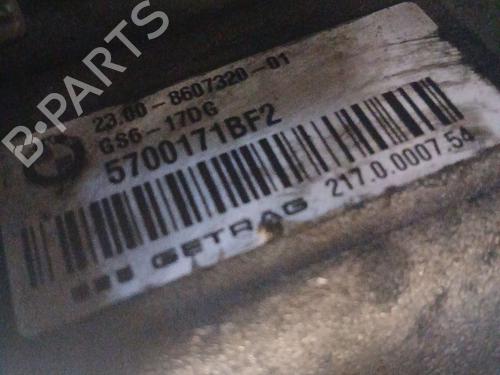 B-PARTS
23.00-8607320-01
GS6-17DG
5700171BF2
GETRAG 217.0.0007.54